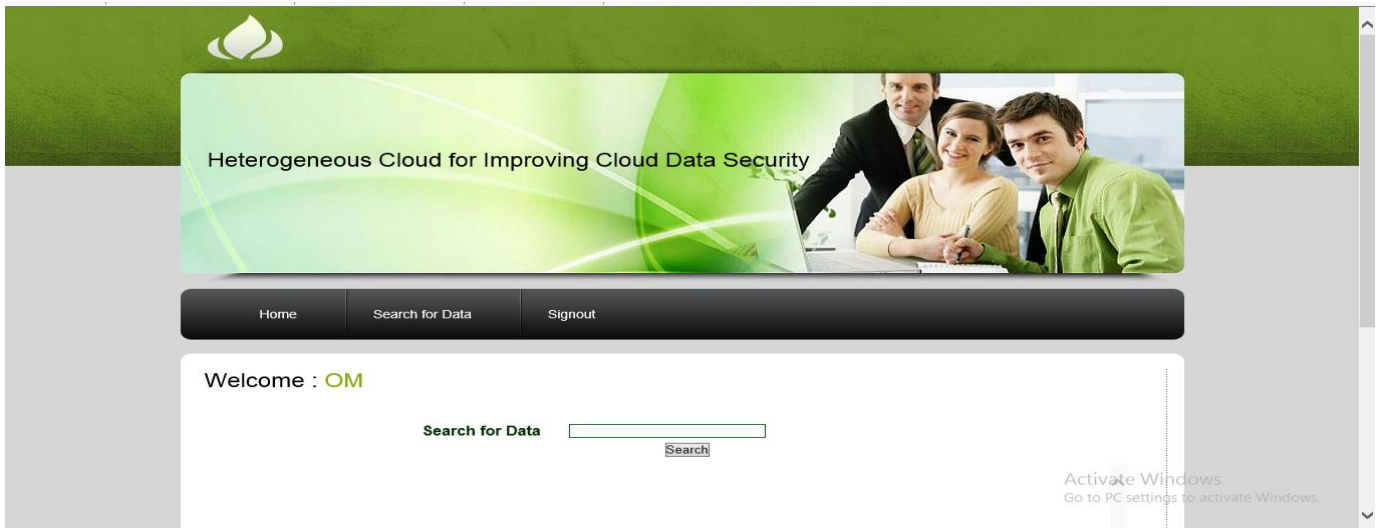 Heterogeneous Cloud for Improving Cloud Data Security
Home Search for Data Signout
Welcome : OM
Search for Data
Search
Activate Windows
Go to PC settings to activate Windows.